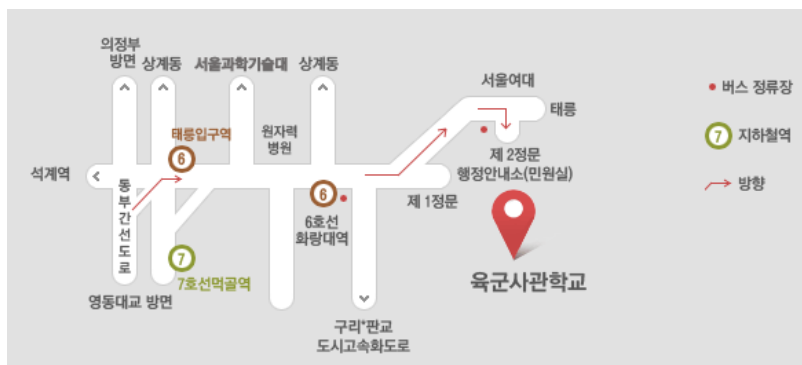 의정부
방면
상계동
서울과학기술대
상계동
서울여대
태릉
버스 정류장
태릉입구역
6
원자력
병원
7
지하철역
석계역
동부간선도로
제 2정문
행정안내소(민원실)
방향
6
6호선
화랑대역
제 1정문
7
7호선먹골역
육군사관학교
영동대교 방면
구리*판교
도시고속화도로